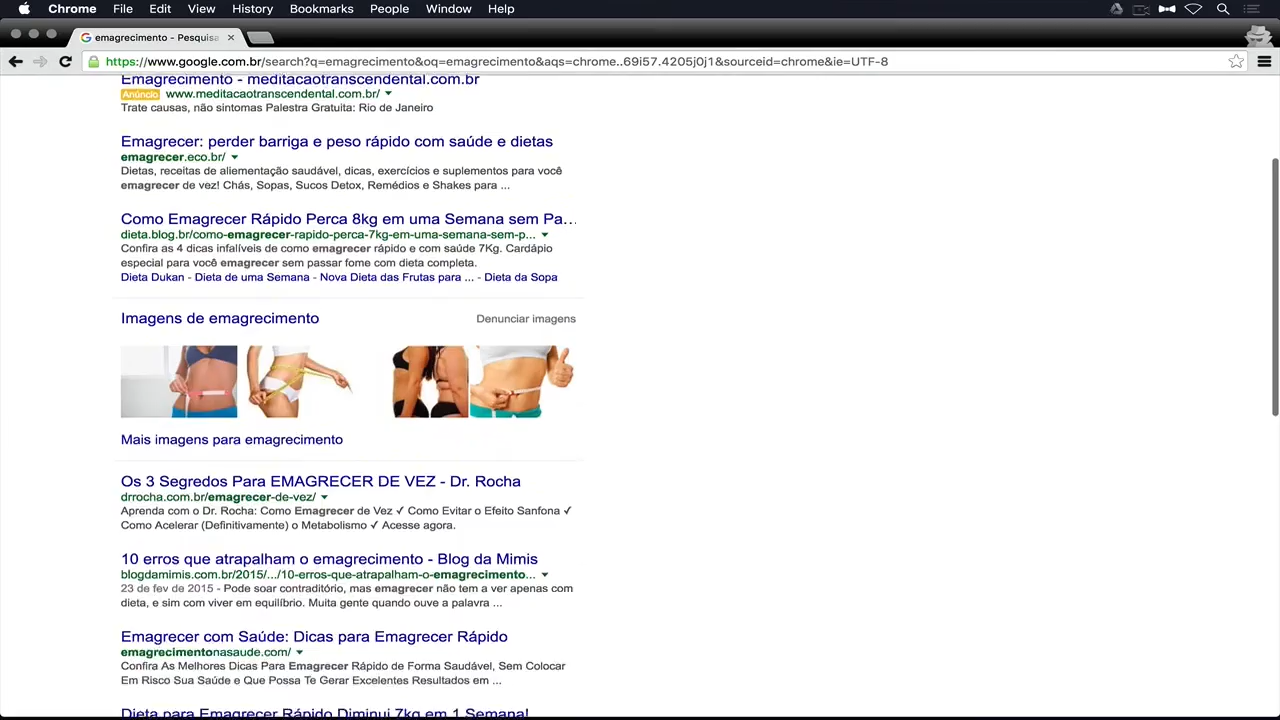 Chrome File Edit View History Bookmarks People Window Help
emagrecimento - Pesquisa
https://www.google.com.br/search?q=emagrecimento&oq=emagrecimento&aqs=chrome..69i57.4205j0j1&sourceid=chrome&ie=UTF-8
Emagrecimento - meditacaotranscendental.com.br
Anúncio www.meditacaotranscendental.com.br/
Trate causas, não sintomas Palestra Gratuita: Rio de Janeiro
Emagrecer: perder barriga e peso rápido com saúde e dietas
emagrecer.eco.br/
Dietas, receitas de aliementação saudável, dicas, exercícios e suplementos para você
emagrecer de vez! Chás, Sopas, Sucos Detox, Remédios e Shakes para ...
Como Emagrecer Rápido Perca 8kg em uma Semana sem Pa...
dieta.blog.br/como-emagrecer-rapido-perca-7kg-em-uma-semana-sem-p...
Confira as 4 dicas infalíveis de como emagrecer rápido e com saúde 7Kg. Cardápio
especial para você emagrecer sem passar fome com dieta completa.
Dieta Dukan - Dieta de uma Semana - Nova Dieta das Frutas para ... - Dieta da Sopa
Imagens de emagrecimento Denunciar imagens
Mais imagens para emagrecimento
Os 3 Segredos Para EMAGRECER DE VEZ - Dr. Rocha
drrocha.com.br/emagrecer-de-vez/
Aprenda com o Dr. Rocha: Como Emagrecer de Vez ✓ Como Evitar o Efeito Sanfona ✓
Como Acelerar (Definitivamente) o Metabolismo ✓ Acesse agora.
10 erros que atrapalham o emagrecimento - Blog da Mimis
blogdamimis.com.br/2015/.../10-erros-que-atrapalham-o-emagrecimento...
23 de fev de 2015 - Pode soar contraditório, mas emagrecer não tem a ver apenas com
dieta, e sim com viver em equilíbrio. Muita gente quando ouve a palavra ...
Emagrecer com Saúde: Dicas para Emagrecer Rápido
emagrecimentonasaude.com/
Confira As Melhores Dicas Para Emagrecer Rápido de Forma Saudável, Sem Colocar
Em Risco Sua Saúde e Que Possa Te Gerar Excelentes Resultados em ...
Dieta para Emagrecer Rápido Diminui 7kg em 1 Semana!